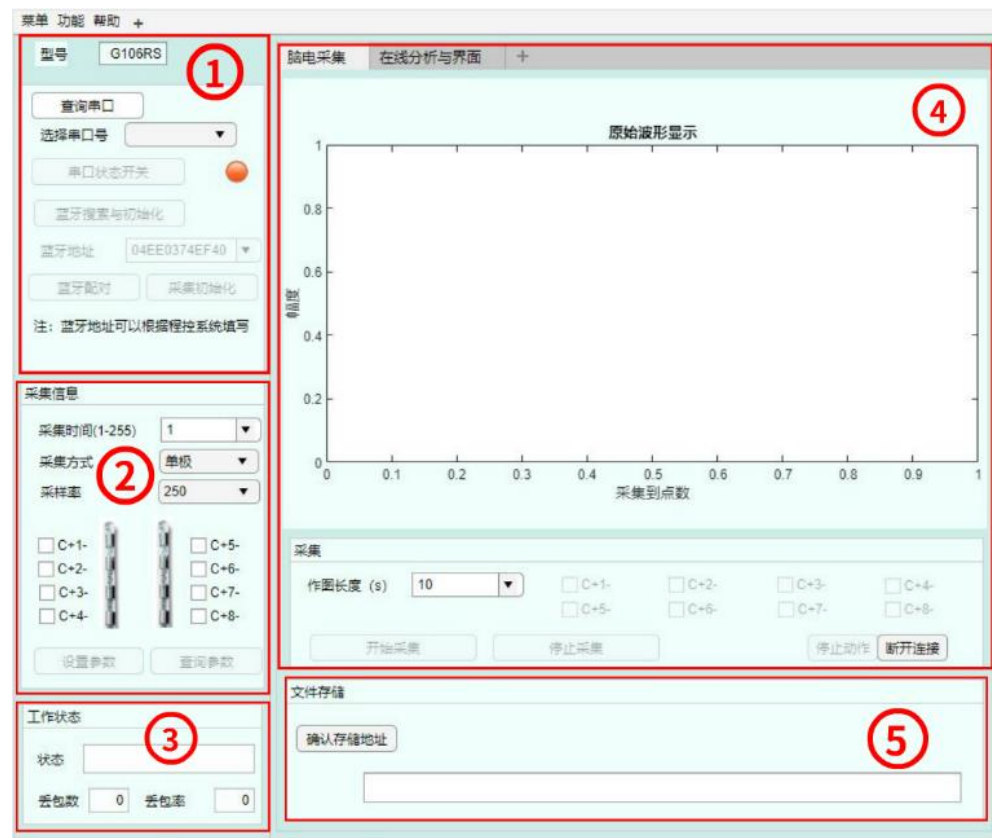 菜单 功能 帮助 +
型号 G106RS
①
查询串口
选择串口号
串口状态开关
蓝牙搜索与初始化
蓝牙地址 04EE0374EF40
蓝牙配对 采集初始化
注：蓝牙地址可以根据程控系统填写
采集信息
采集时间(1-255) 1
采集方式 单极
②
采样率 250
C+1- C+5-
C+2- C+6-
C+3- C+7-
C+4- C+8-
设置参数 查询参数
工作状态
③
状态
丢包数 0 丢包率 0
脑电采集 在线分析与界面 +
④
原始波形显示
1
0.8
0.6
幅度
0.4
0.2
0
0 0.1 0.2 0.3 0.4 0.5 0.6 0.7 0.8 0.9 1
采集到点数
采集
作图长度（s） 10 C+1- C+2- C+3- C+4-
C+5- C+6- C+7- C+8-
开始采集 停止采集 停止动作 断开连接
文件存储
确认存储地址
⑤